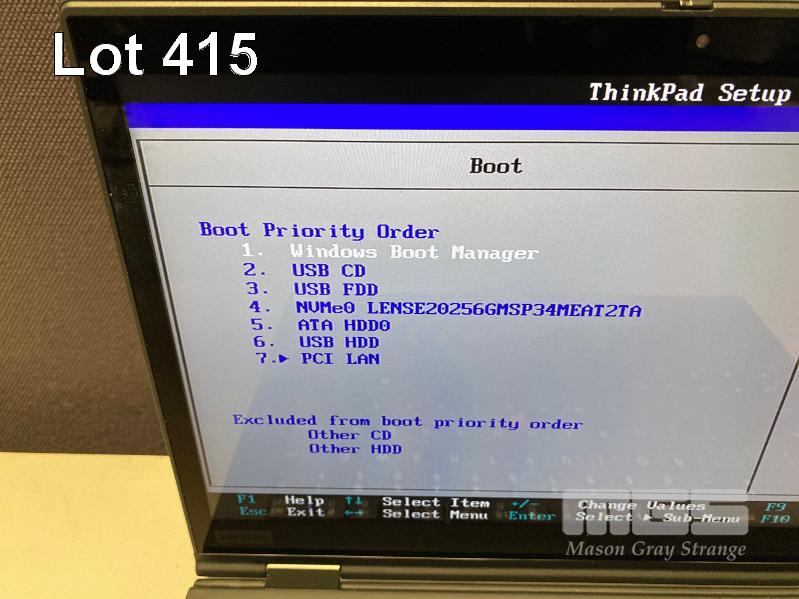 Lot 415
ThinkPad Setup
Boot
Boot Priority Order
1. Windows Boot Manager
2. USB CD
3. USB FDD
4. NVMe0 LENSE20256GMSP34MEAT2TA
5. ATA HDD0
6. USB HDD
7.▶ PCI LAN
Excluded from boot priority order
Other CD
Other HDD
F1 Help ↑↓ Select Item +/- Change Values F9
Esc Exit ←→ Select Menu Enter Select ▶ Sub-Menu F10
Lenovo
MGS
Mason Gray Strange